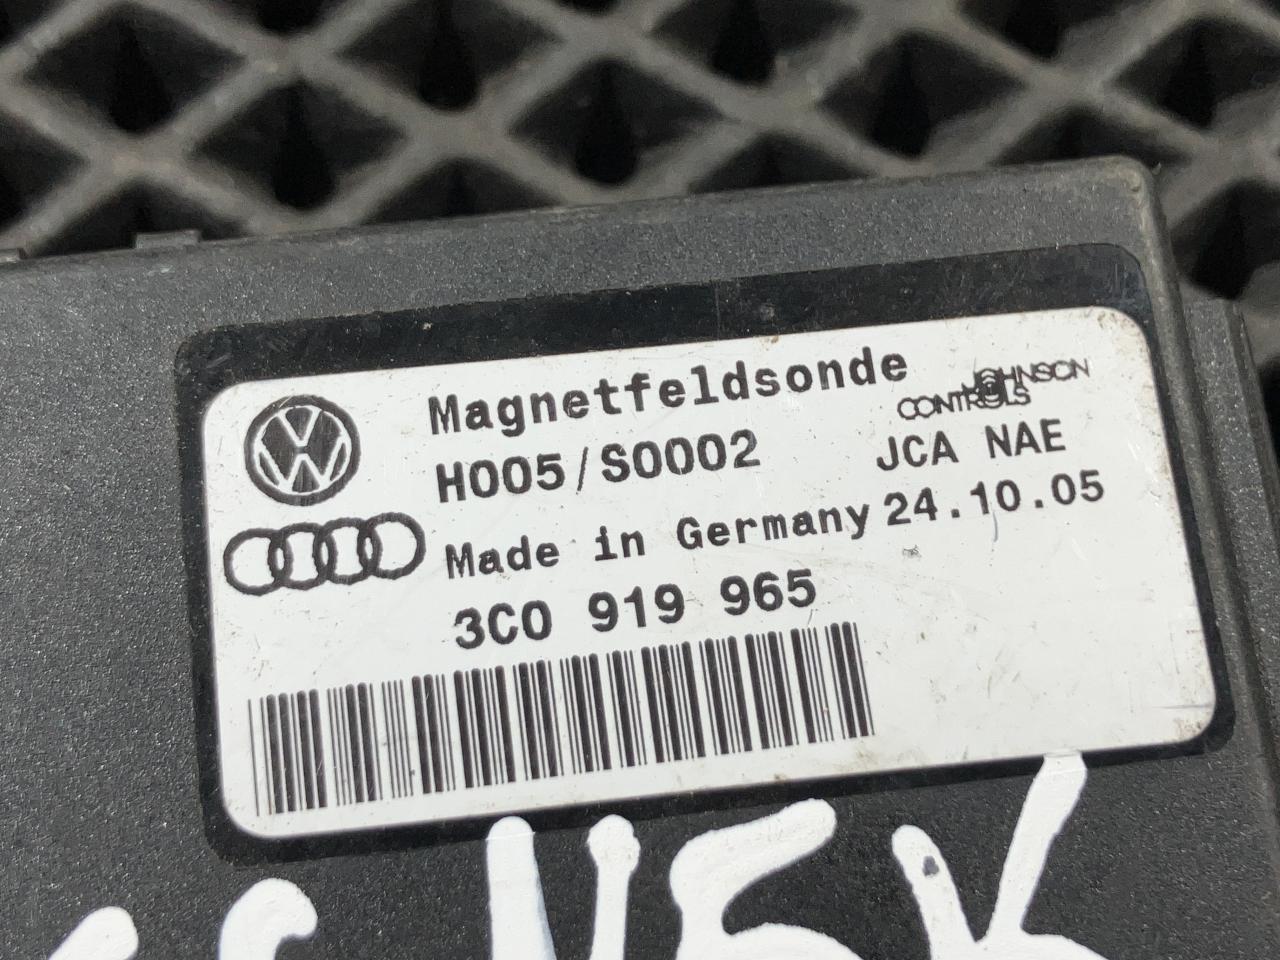 Magnetfeldsonde
JOHNSON
CONTROLS
H005/S0002
JCA NAE
Made in Germany 24.10.05
3C0 919 965